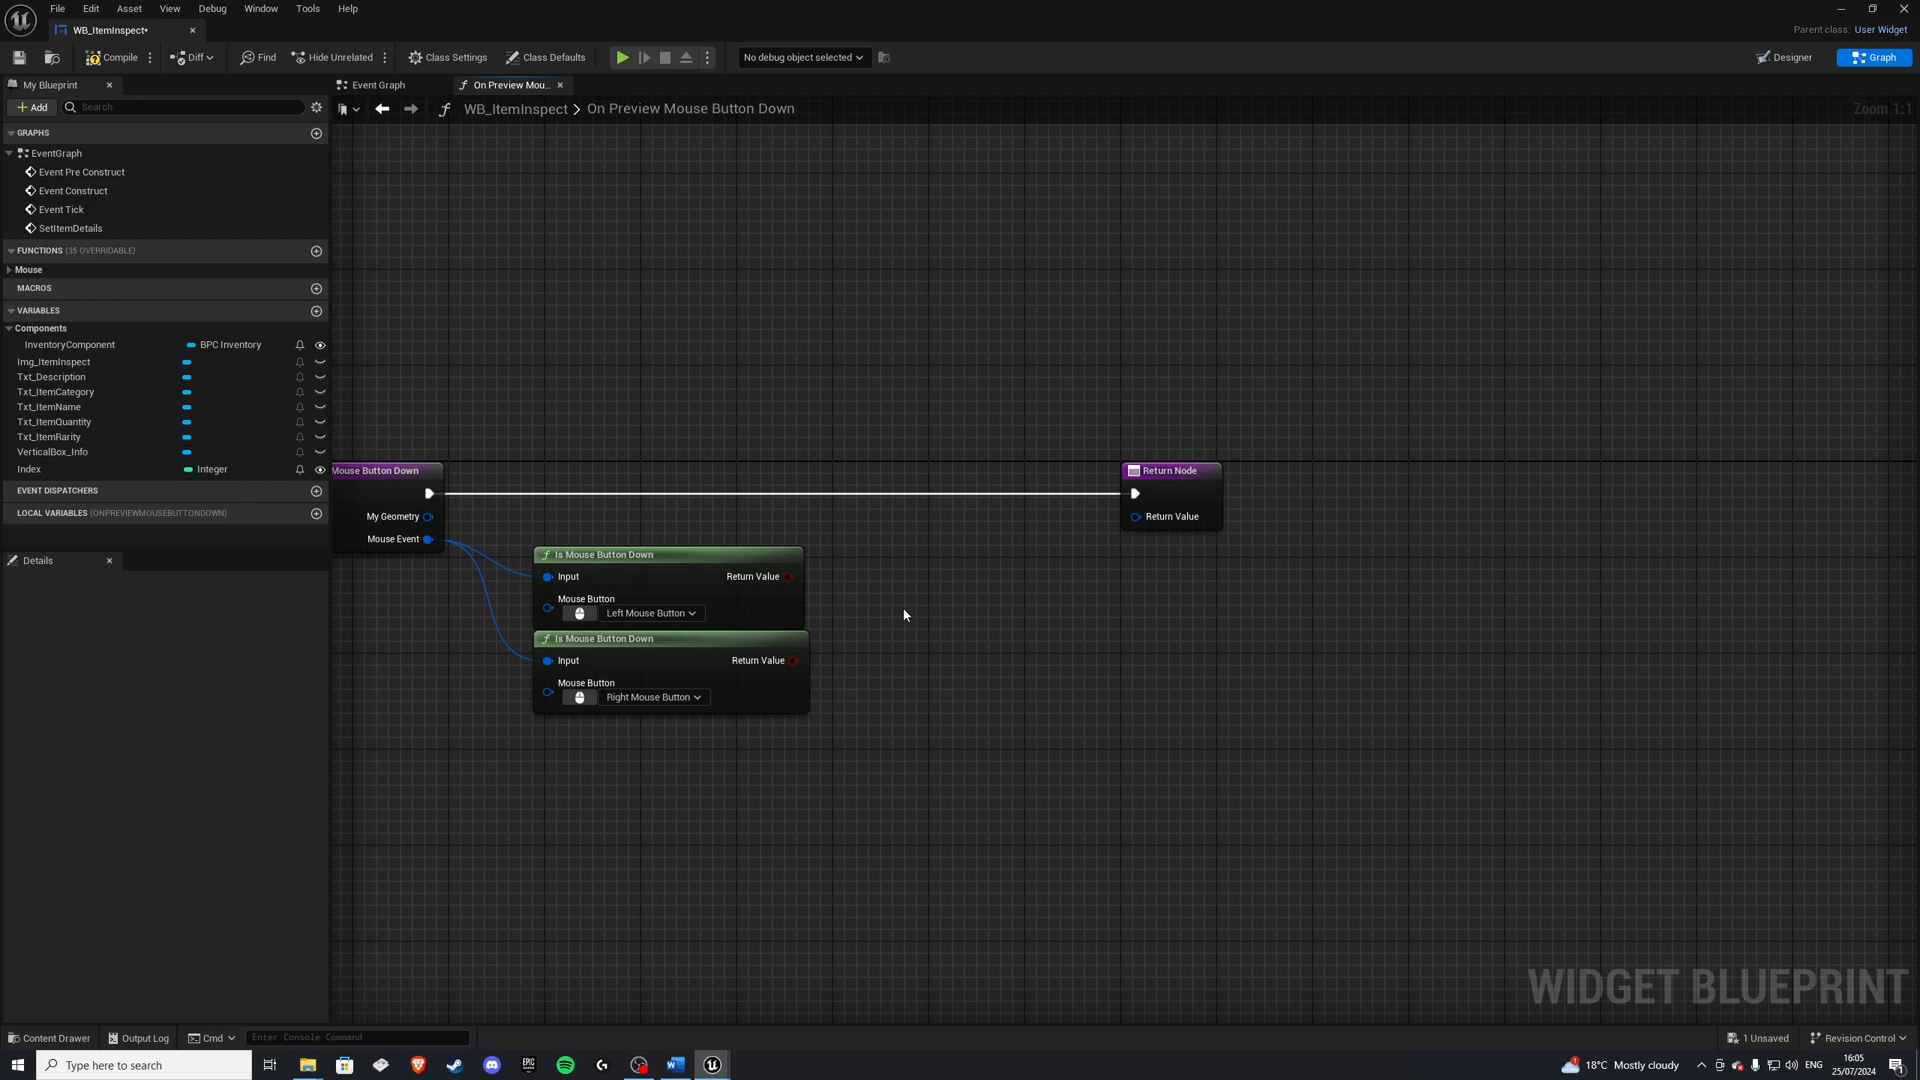 File Edit Asset View Debug Window Tools Help
WB_ItemInspect•
Parent class: User Widget
Compile Diff Find Hide Unrelated Class Settings Class Defaults No debug object selected Designer Graph
My Blueprint Event Graph On Preview Mou...
Add Search WB_ItemInspect > On Preview Mouse Button Down Zoom 1:1
GRAPHS
EventGraph
Event Pre Construct
Event Construct
Event Tick
SetItemDetails
FUNCTIONS (35 OVERRIDABLE)
Mouse
MACROS
VARIABLES
Components
InventoryComponent BPC Inventory
Img_ItemInspect
Txt_Description
Txt_ItemCategory
Txt_ItemName
Txt_ItemQuantity
Txt_ItemRarity
VerticalBox_Info
Index Integer
EVENT DISPATCHERS
LOCAL VARIABLES (ONPREVIEWMOUSEBUTTONDOWN)
Details
Mouse Button Down
My Geometry
Mouse Event
Is Mouse Button Down
Input Return Value
Mouse Button
Left Mouse Button
Is Mouse Button Down
Input Return Value
Mouse Button
Right Mouse Button
Return Node
Return Value
WIDGET BLUEPRINT
Content Drawer Output Log Cmd Enter Console Command 1 Unsaved Revision Control
Type here to search
18°C Mostly cloudy ENG
16:05
25/07/2024